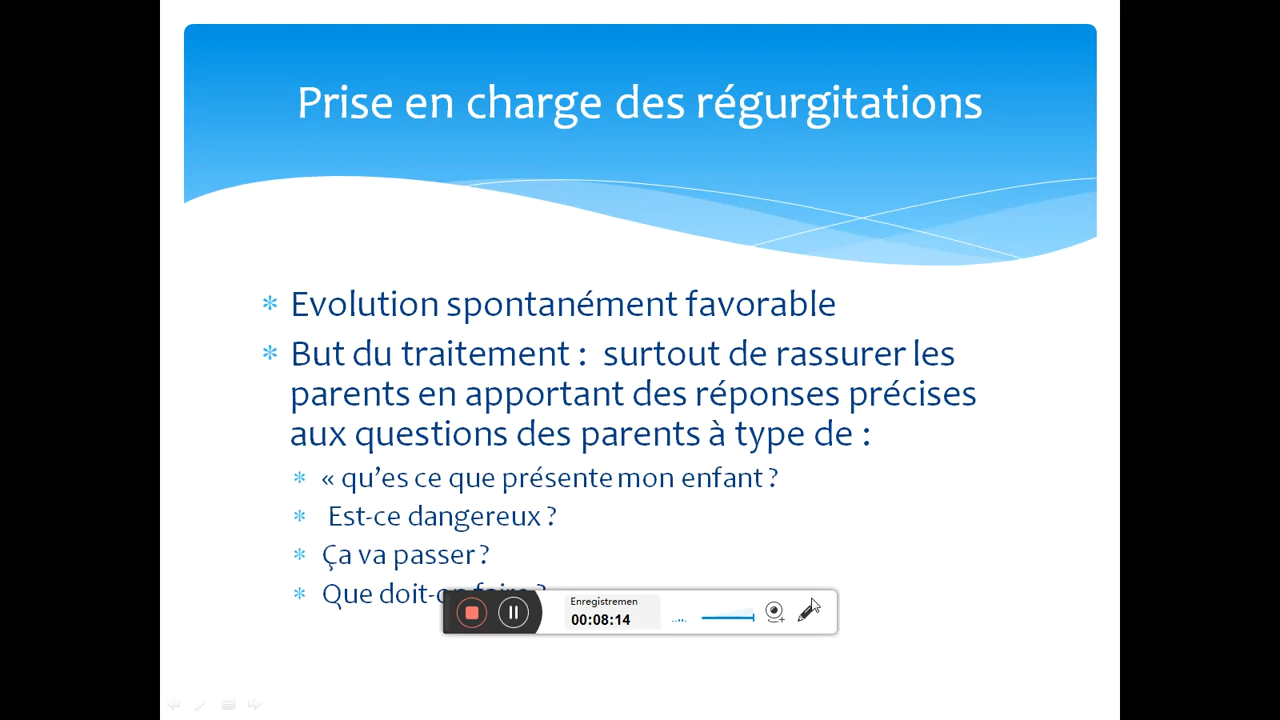 Prise en charge des régurgitations
* Evolution spontanément favorable
* But du traitement : surtout de rassurer les
parents en apportant des réponses précises
aux questions des parents à type de :
* « qu'es ce que présente mon enfant ?
* Est-ce dangereux ?
* Ça va passer ?
* Que doit-on faire ?
Enregistremen
00:08:14